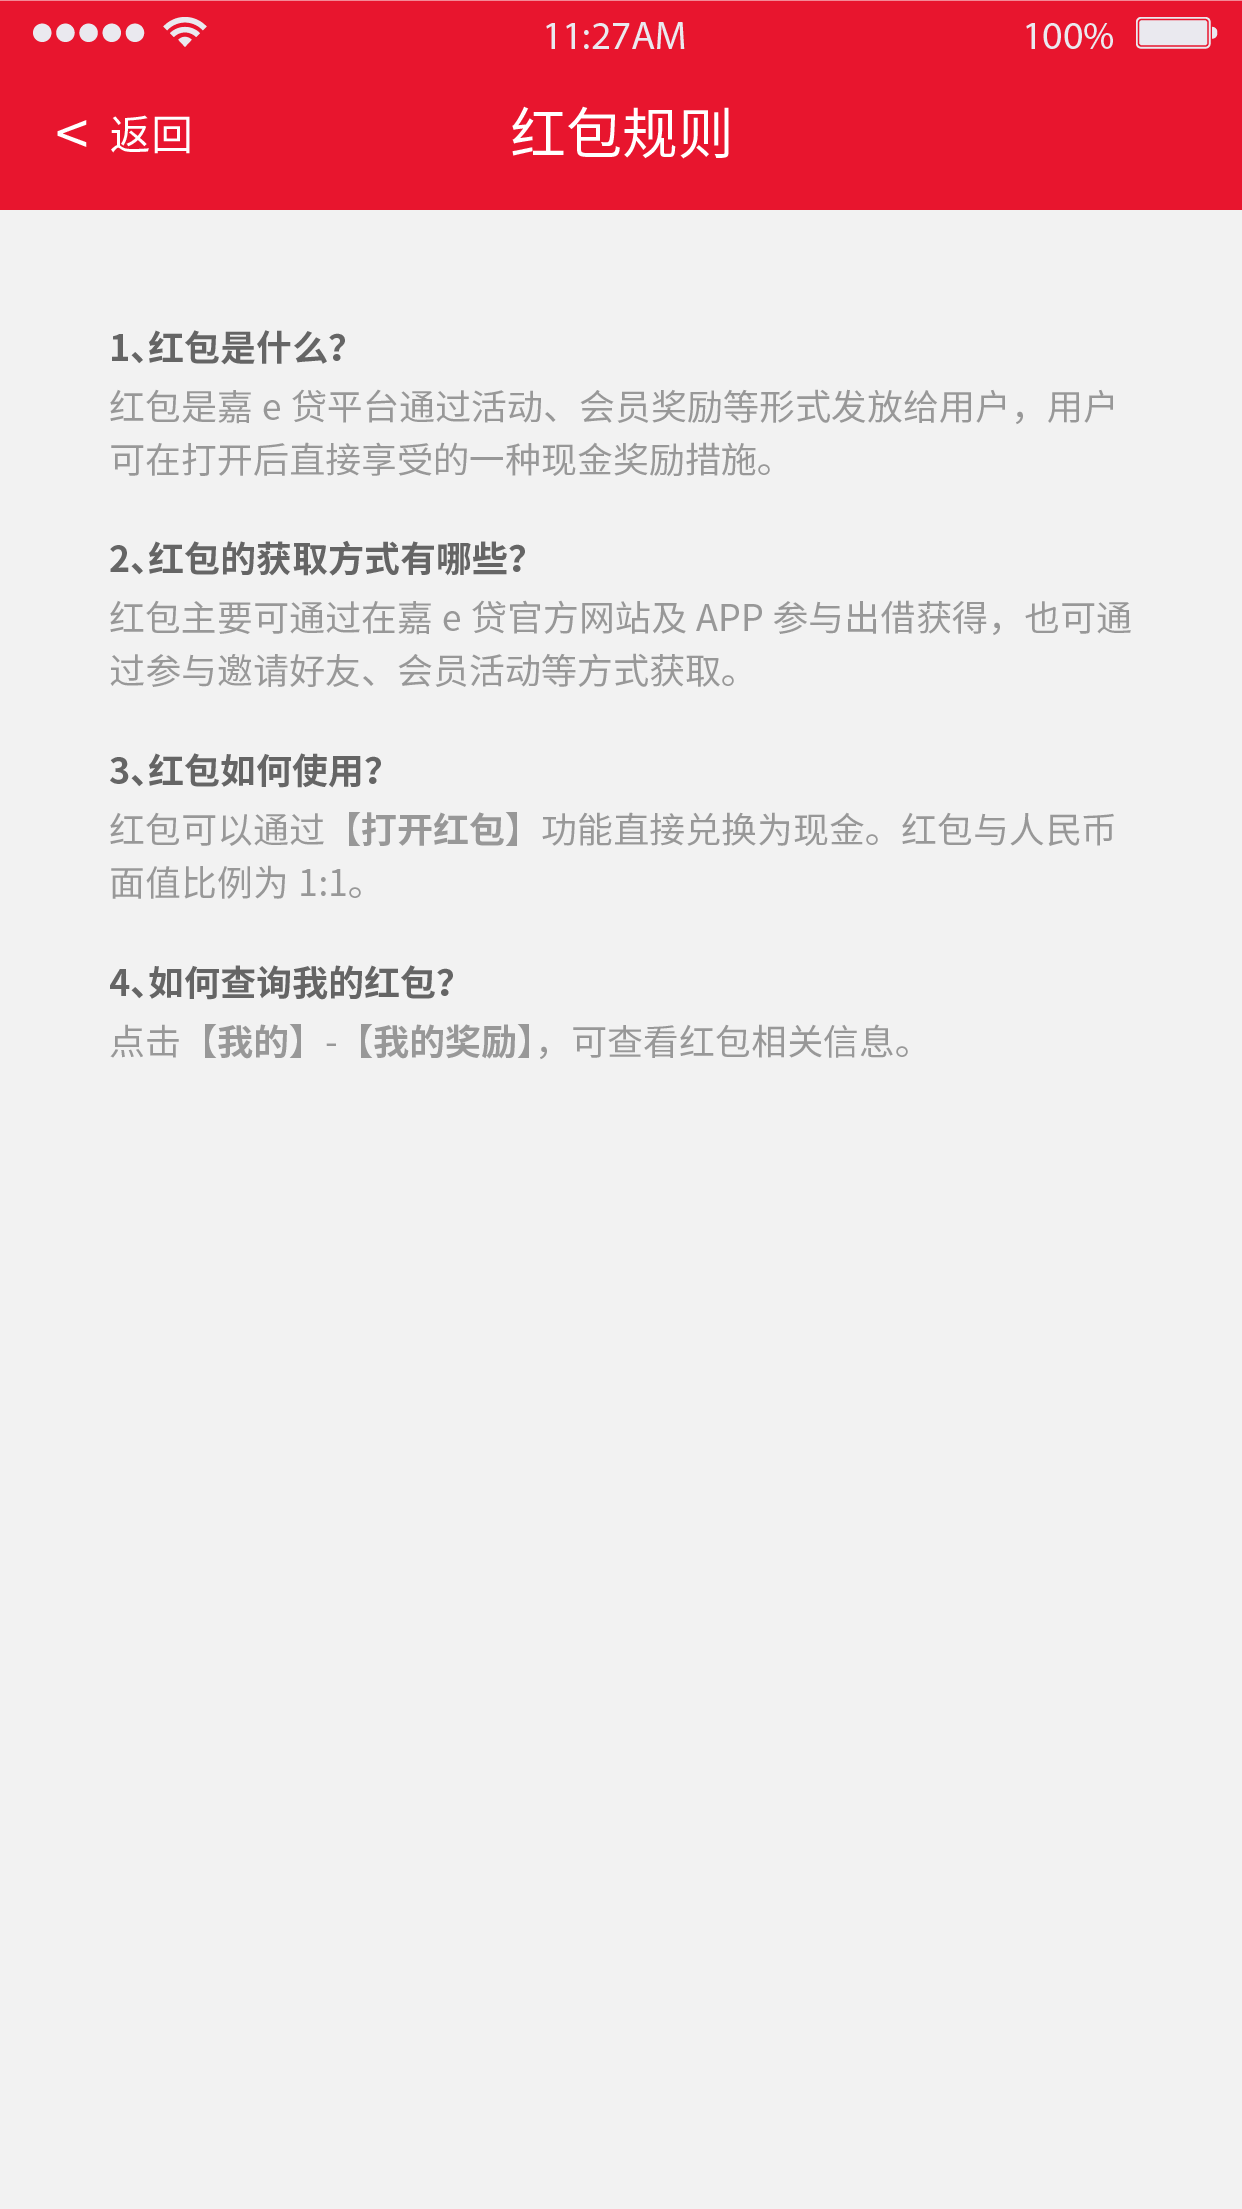 11:27AM
100%
< 返回
红包规则
1、红包是什么？
红包是嘉 e 贷平台通过活动、会员奖励等形式发放给用户，用户
可在打开后直接享受的一种现金奖励措施。
2、红包的获取方式有哪些？
红包主要可通过在嘉 e 贷官方网站及 APP 参与出借获得，也可通
过参与邀请好友、会员活动等方式获取。
3、红包如何使用？
红包可以通过【打开红包】功能直接兑换为现金。红包与人民币
面值比例为 1:1。
4、如何查询我的红包？
点击【我的】-【我的奖励】，可查看红包相关信息。